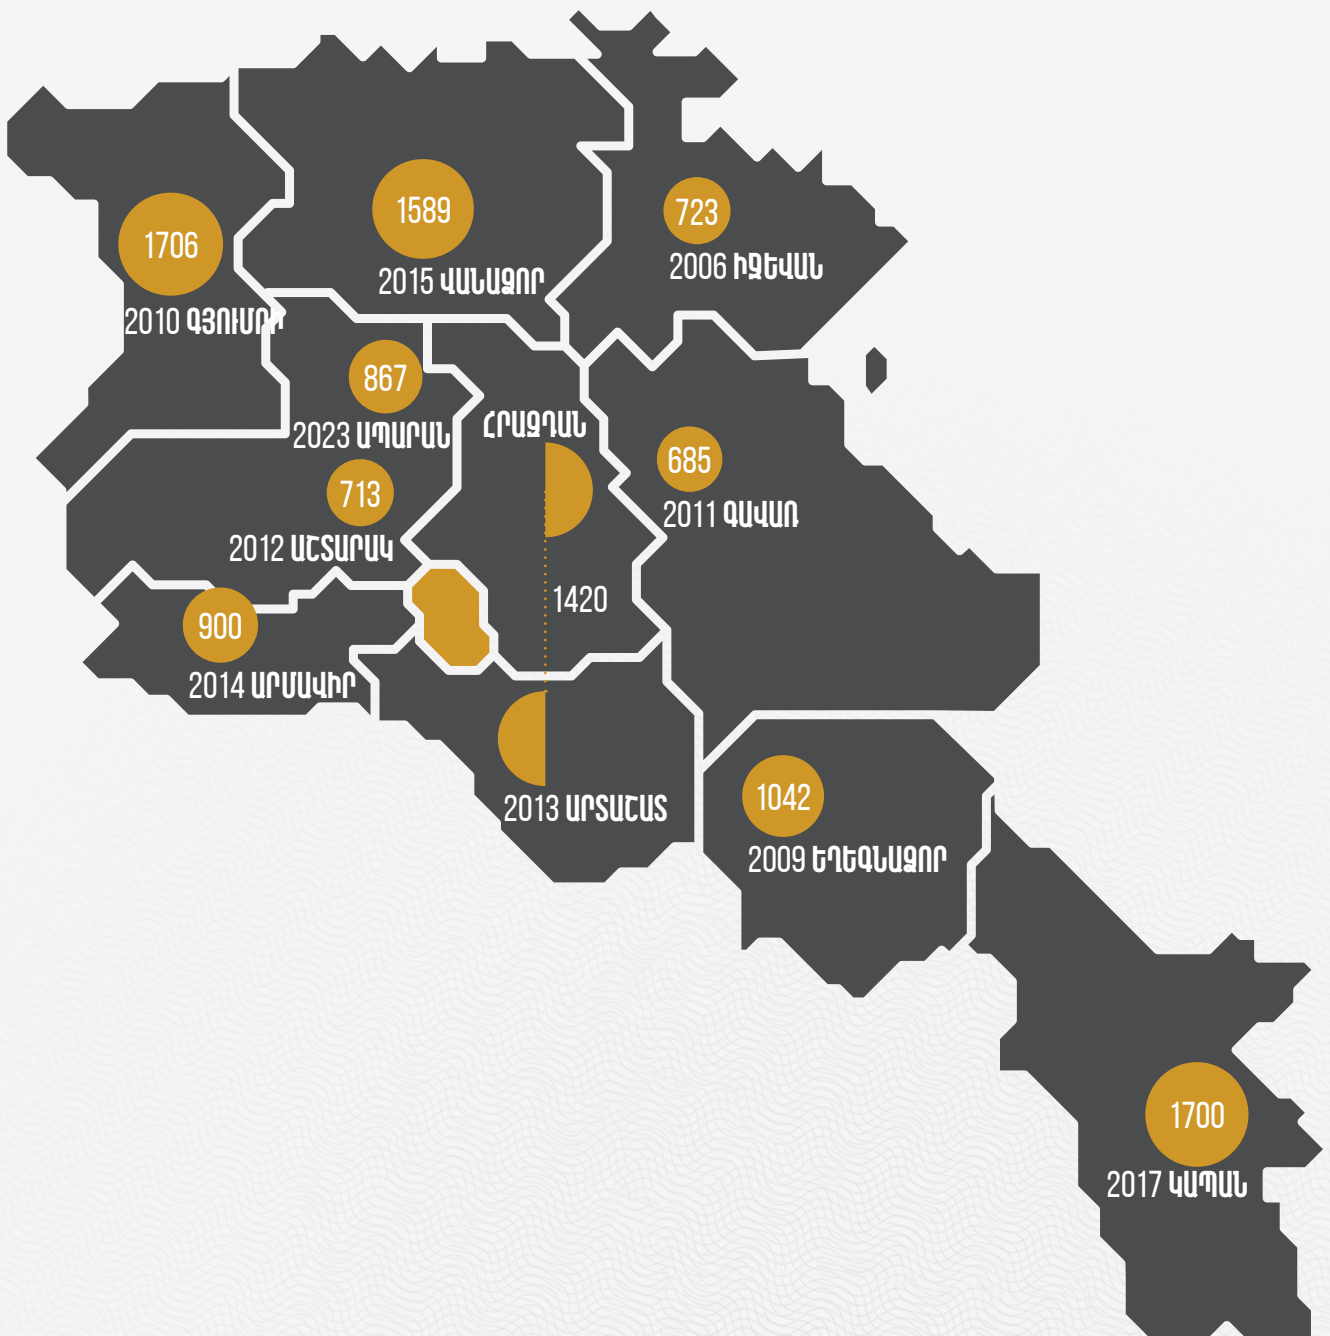 1589
2015 ՎԱՆԱՁՈՐ
723
2006 ԻՋԵՎԱՆ
1706
2010 ԳՅՈՒՄՐԻ
867
2023 ԱՊԱՐԱՆ
ՀՐԱԶԴԱՆ
685
2011 ԳԱՎԱՌ
713
2012 ԱՇՏԱՐԱԿ
1420
900
2014 ԱՐՄԱՎԻՐ
2013 ԱՐՏԱՇԱՏ
1042
2009 ԵՂԵԳՆԱՁՈՐ
1700
2017 ԿԱՊԱՆ